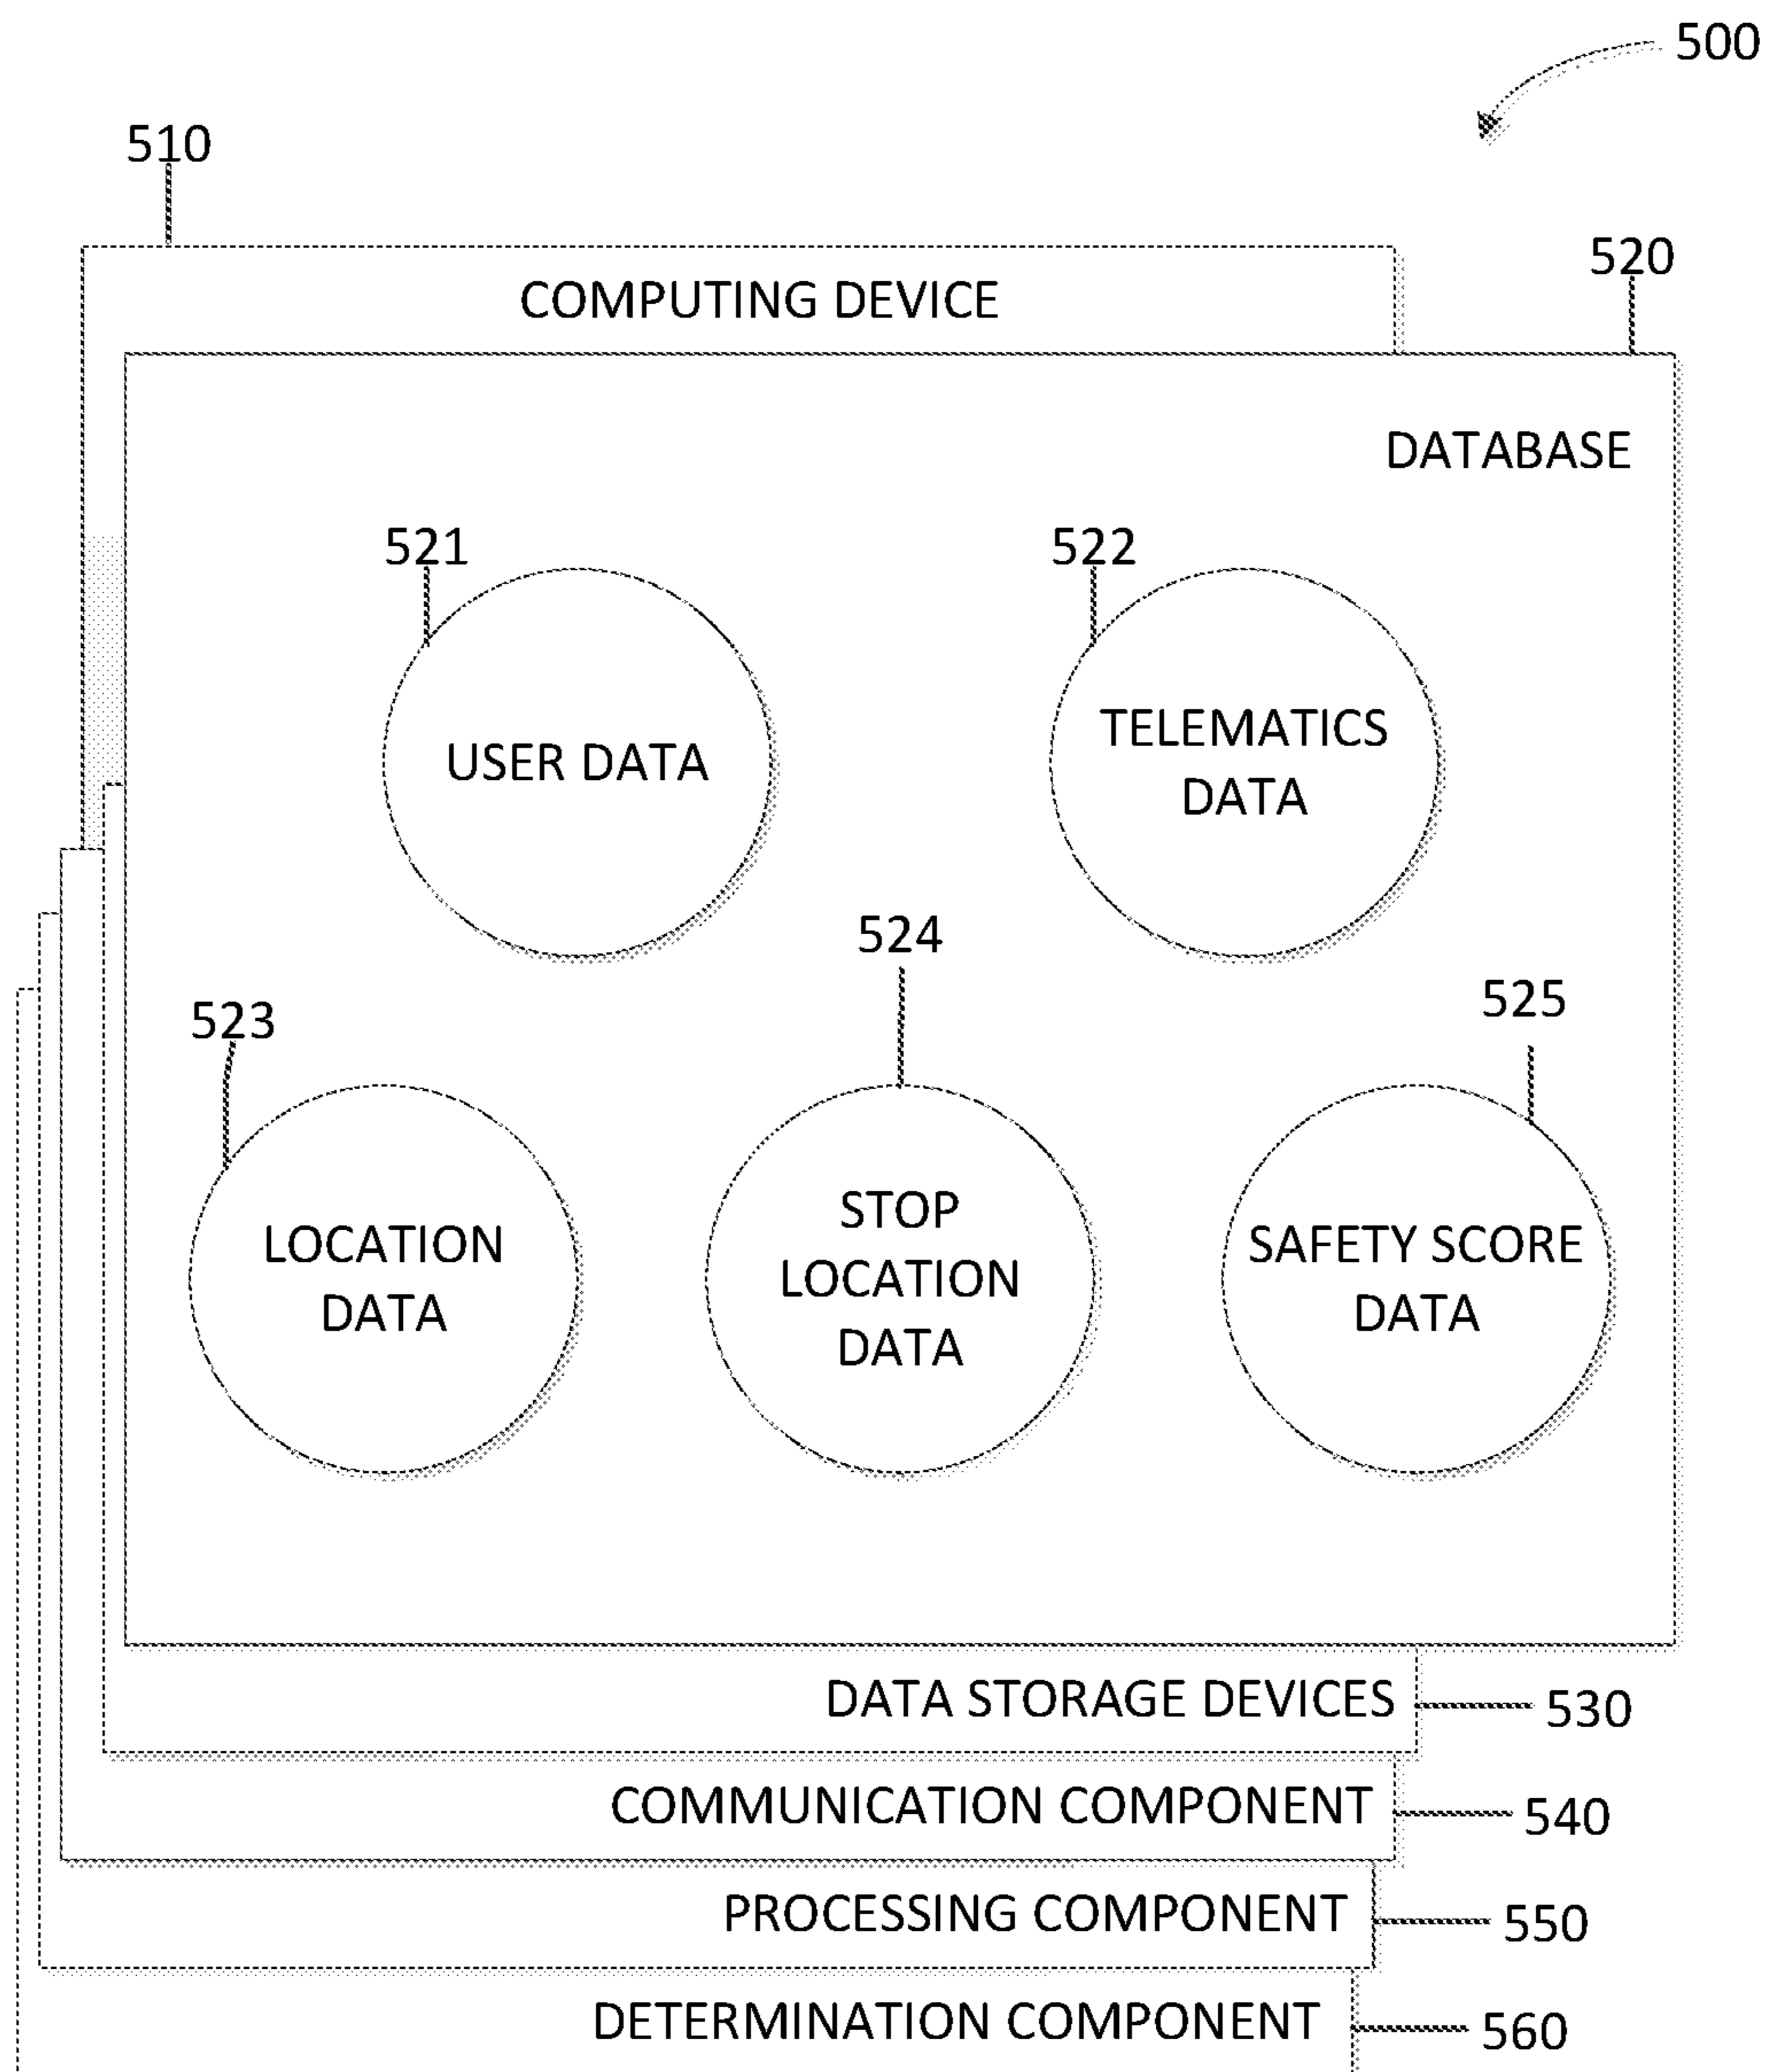 500
510
COMPUTING DEVICE
520
DATABASE
521
522
USER DATA
TELEMATICS
DATA
524
523
525
LOCATION
DATA
STOP
LOCATION
DATA
SAFETY SCORE
DATA
DATA STORAGE DEVICES
530
COMMUNICATION COMPONENT
540
PROCESSING COMPONENT
550
DETERMINATION COMPONENT
560